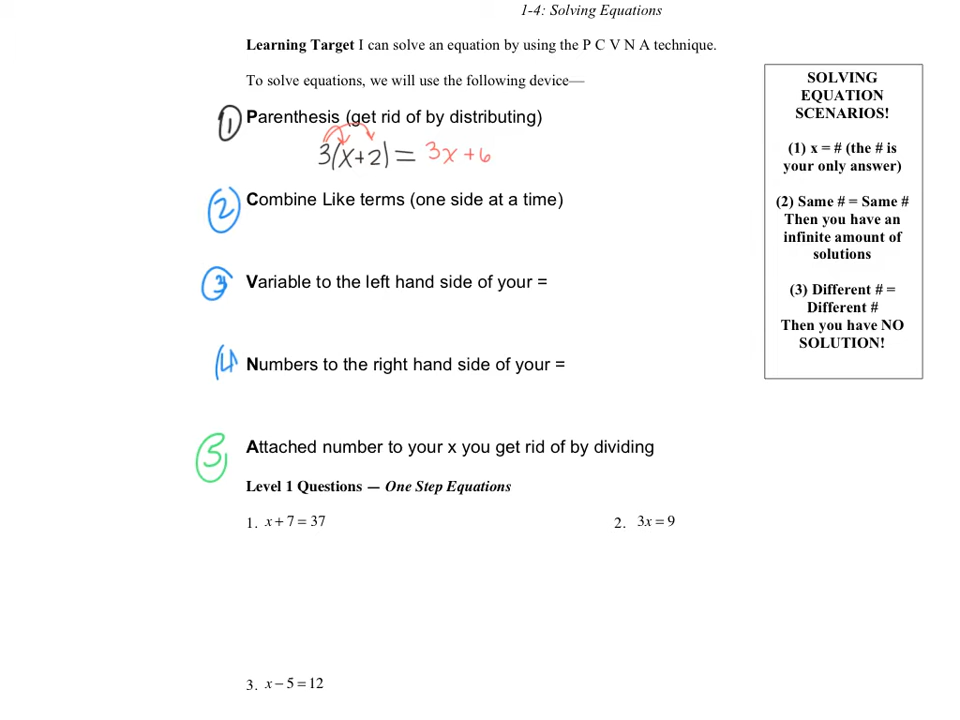 1-4: Solving Equations
Learning Target I can solve an equation by using the P C V N A technique.
To solve equations, we will use the following device—
① Parenthesis (get rid of by distributing)
3(x+2) = 3x + 6
② Combine Like terms (one side at a time)
③ Variable to the left hand side of your =
④ Numbers to the right hand side of your =
⑤ Attached number to your x you get rid of by dividing
SOLVING
EQUATION
SCENARIOS!
(1) x = # (the # is
your only answer)
(2) Same # = Same #
Then you have an
infinite amount of
solutions
(3) Different # =
Different #
Then you have NO
SOLUTION!
Level 1 Questions — One Step Equations
1. x + 7 = 37
2. 3x = 9
3. x − 5 = 12